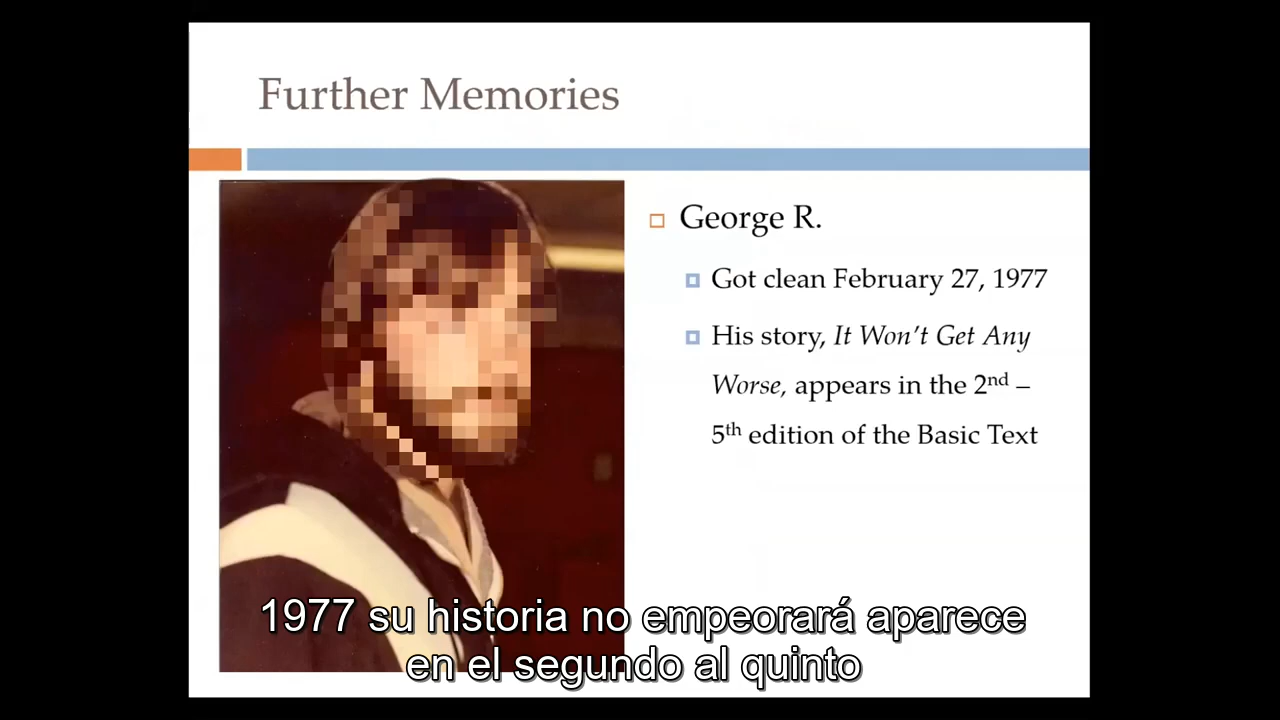 Further Memories
George R.
Got clean February 27, 1977
His story, It Won't Get Any
Worse, appears in the 2nd –
5th edition of the Basic Text
1977 su historia no empeorará aparece
en el segundo al quinto